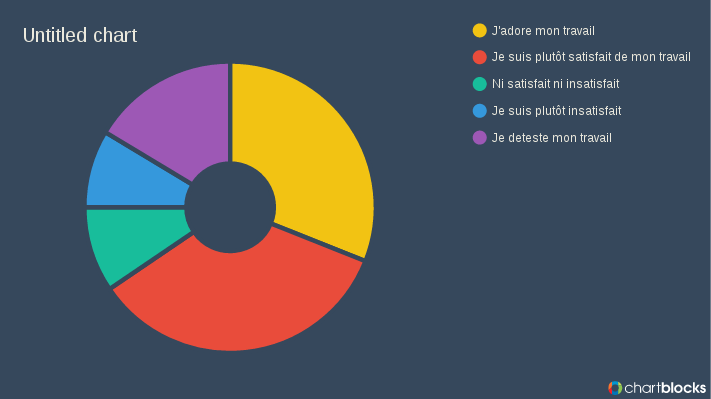 Untitled chart
J'adore mon travail
Je suis plutôt satisfait de mon travail
Ni satisfait ni insatisfait
Je suis plutôt insatisfait
Je deteste mon travail
chartblocks